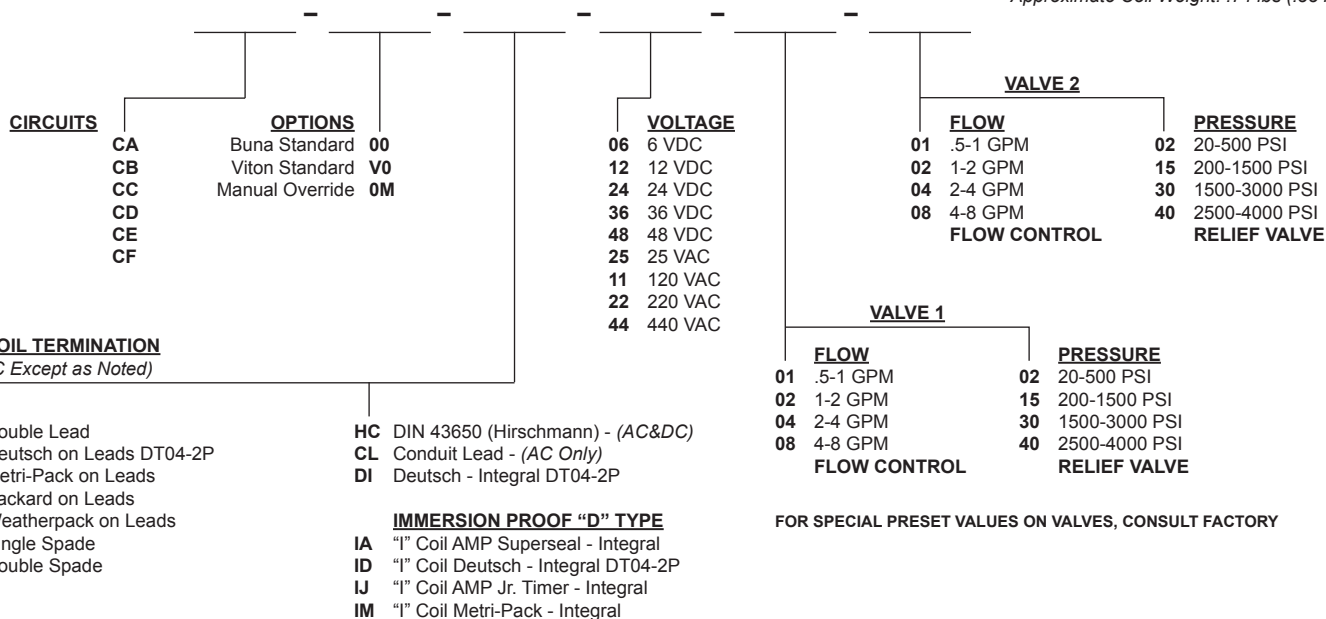 Approximate Coil Weight: .74 lbs
VALVE 2
CIRCUITS
CA
CB
CC
CD
CE
CF
OPTIONS
Buna Standard 00
Viton Standard V0
Manual Override 0M
VOLTAGE
06 6 VDC
12 12 VDC
24 24 VDC
36 36 VDC
48 48 VDC
25 25 VAC
11 120 VAC
22 220 VAC
44 440 VAC
FLOW
01 .5-1 GPM
02 1-2 GPM
04 2-4 GPM
08 4-8 GPM
FLOW CONTROL
PRESSURE
02 20-500 PSI
15 200-1500 PSI
30 1500-3000 PSI
40 2500-4000 PSI
RELIEF VALVE
VALVE 1
FLOW
01 .5-1 GPM
02 1-2 GPM
04 2-4 GPM
08 4-8 GPM
FLOW CONTROL
PRESSURE
02 20-500 PSI
15 200-1500 PSI
30 1500-3000 PSI
40 2500-4000 PSI
RELIEF VALVE
OIL TERMINATION
C Except as Noted)
ouble Lead
eutsch on Leads DT04-2P
etri-Pack on Leads
ackard on Leads
eatherpack on Leads
ngle Spade
ouble Spade
HC DIN 43650 (Hirschmann) - (AC&DC)
CL Conduit Lead - (AC Only)
DI Deutsch - Integral DT04-2P
IMMERSION PROOF “D” TYPE
IA “I” Coil AMP Superseal - Integral
ID “I” Coil Deutsch - Integral DT04-2P
IJ “I” Coil AMP Jr. Timer - Integral
IM “I” Coil Metri-Pack - Integral
FOR SPECIAL PRESET VALUES ON VALVES, CONSULT FACTORY